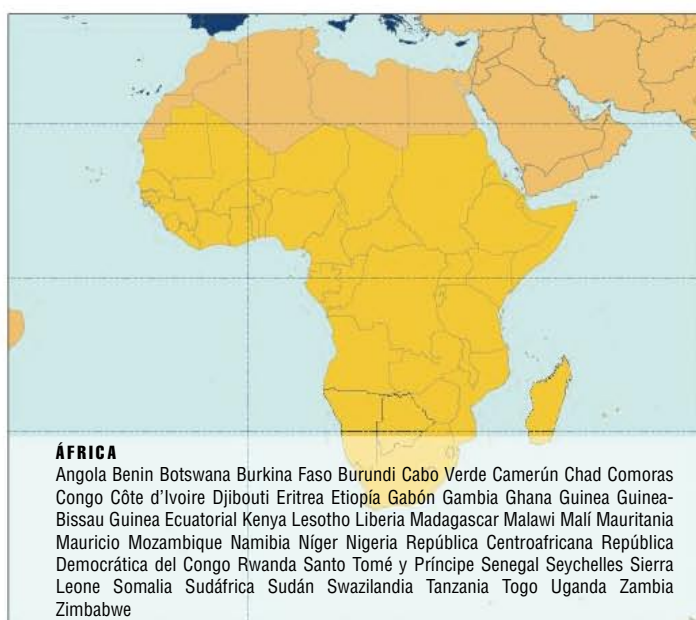 ÁFRICA
Angola Benin Botswana Burkina Faso Burundi Cabo Verde Camerún Chad Comoras
Congo Côte d'Ivoire Djibouti Eritrea Etiopía Gabón Gambia Ghana Guinea Guinea-
Bissau Guinea Ecuatorial Kenya Lesotho Liberia Madagascar Malawi Malí Mauritania
Mauricio Mozambique Namibia Níger Nigeria República Centroafricana República
Democrática del Congo Rwanda Santo Tomé y Príncipe Senegal Seychelles Sierra
Leone Somalia Sudáfrica Sudán Swazilandia Tanzania Togo Uganda Zambia
Zimbabwe